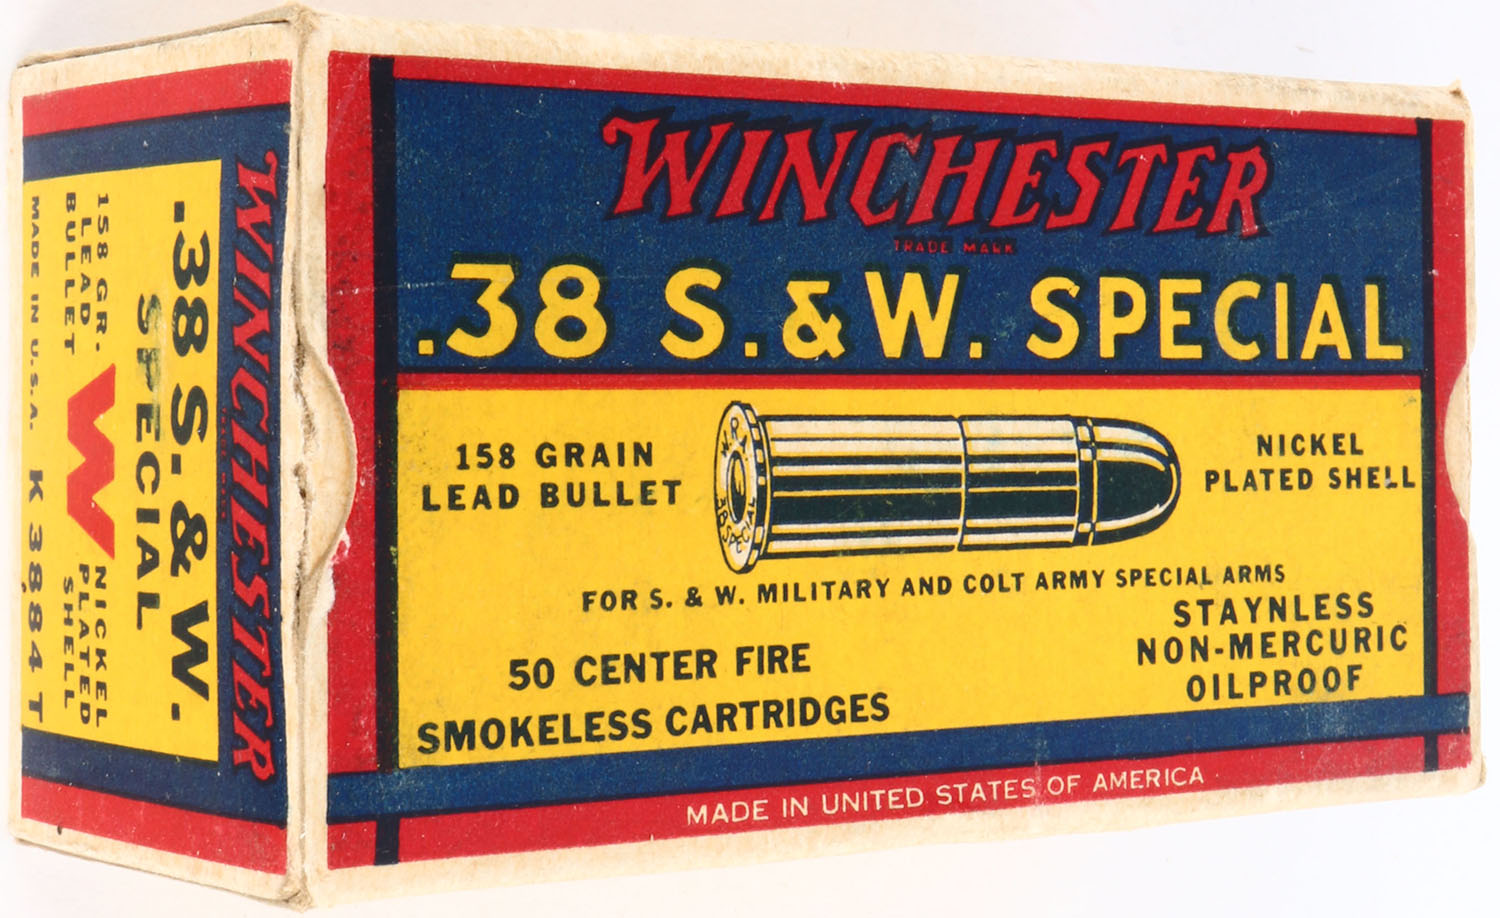 WINCHESTER
TRADE MARK
.38 S. & W. SPECIAL
158 GRAIN
LEAD BULLET
W.R.A.
38 SPECIAL
NICKEL
PLATED SHELL
FOR S. & W. MILITARY AND COLT ARMY SPECIAL ARMS
50 CENTER FIRE
SMOKELESS CARTRIDGES
STAYNLESS
NON-MERCURIC
OILPROOF
MADE IN UNITED STATES OF AMERICA
WINCHESTER
.38 S. & W.
SPECIAL
158 GR.
LEAD
BULLET
W
NICKEL
PLATED
SHELL
MADE IN U.S.A.
K 3884 T